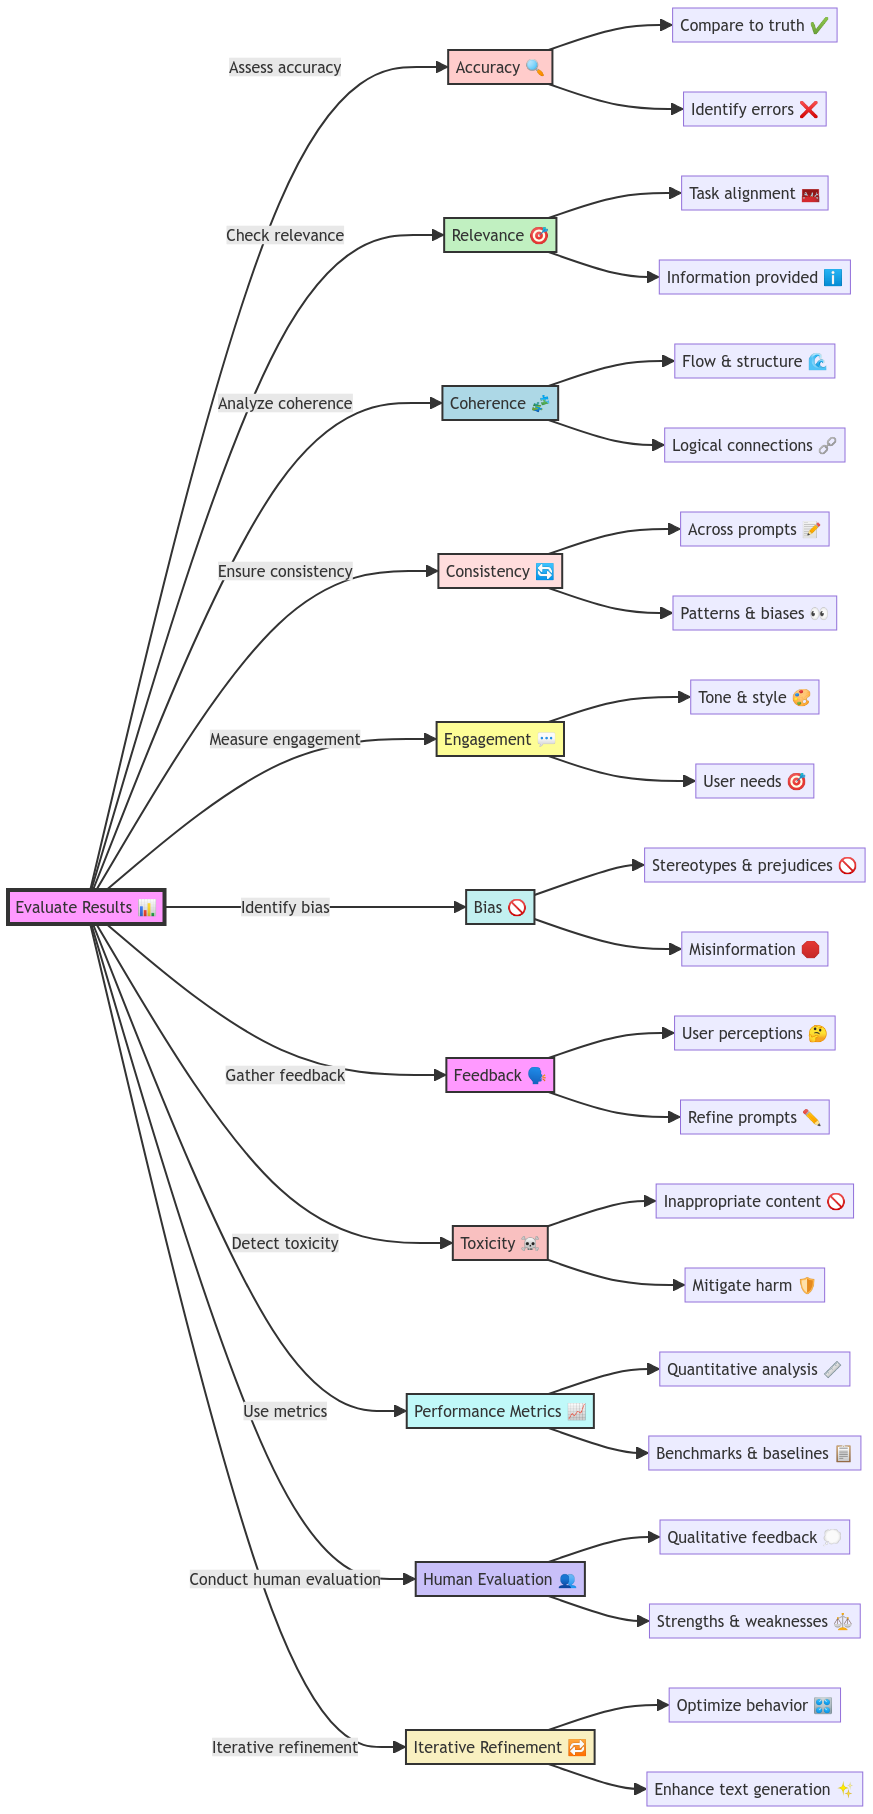 Compare to truth ✔️
Assess accuracy
Accuracy 🔍
Identify errors ❌
Task alignment 🧰
Check relevance
Relevance 🎯
Information provided ℹ️
Flow & structure 🌊
Analyze coherence
Coherence 🧩
Logical connections 🔗
Across prompts 📝
Ensure consistency
Consistency 🔄
Patterns & biases 👀
Tone & style 🎨
Measure engagement
Engagement 💬
User needs 🎯
Stereotypes & prejudices 🚫
Evaluate Results 📊
Identify bias
Bias 🚫
Misinformation 🛑
User perceptions 🤔
Gather feedback
Feedback 🗣️
Refine prompts ✏️
Inappropriate content 🚫
Detect toxicity
Toxicity ☠️
Mitigate harm 🛡️
Quantitative analysis 📏
Use metrics
Performance Metrics 📈
Benchmarks & baselines 📋
Qualitative feedback 💭
Conduct human evaluation
Human Evaluation 👥
Strengths & weaknesses ⚖️
Optimize behavior 🎛️
Iterative refinement
Iterative Refinement 🔁
Enhance text generation ✨